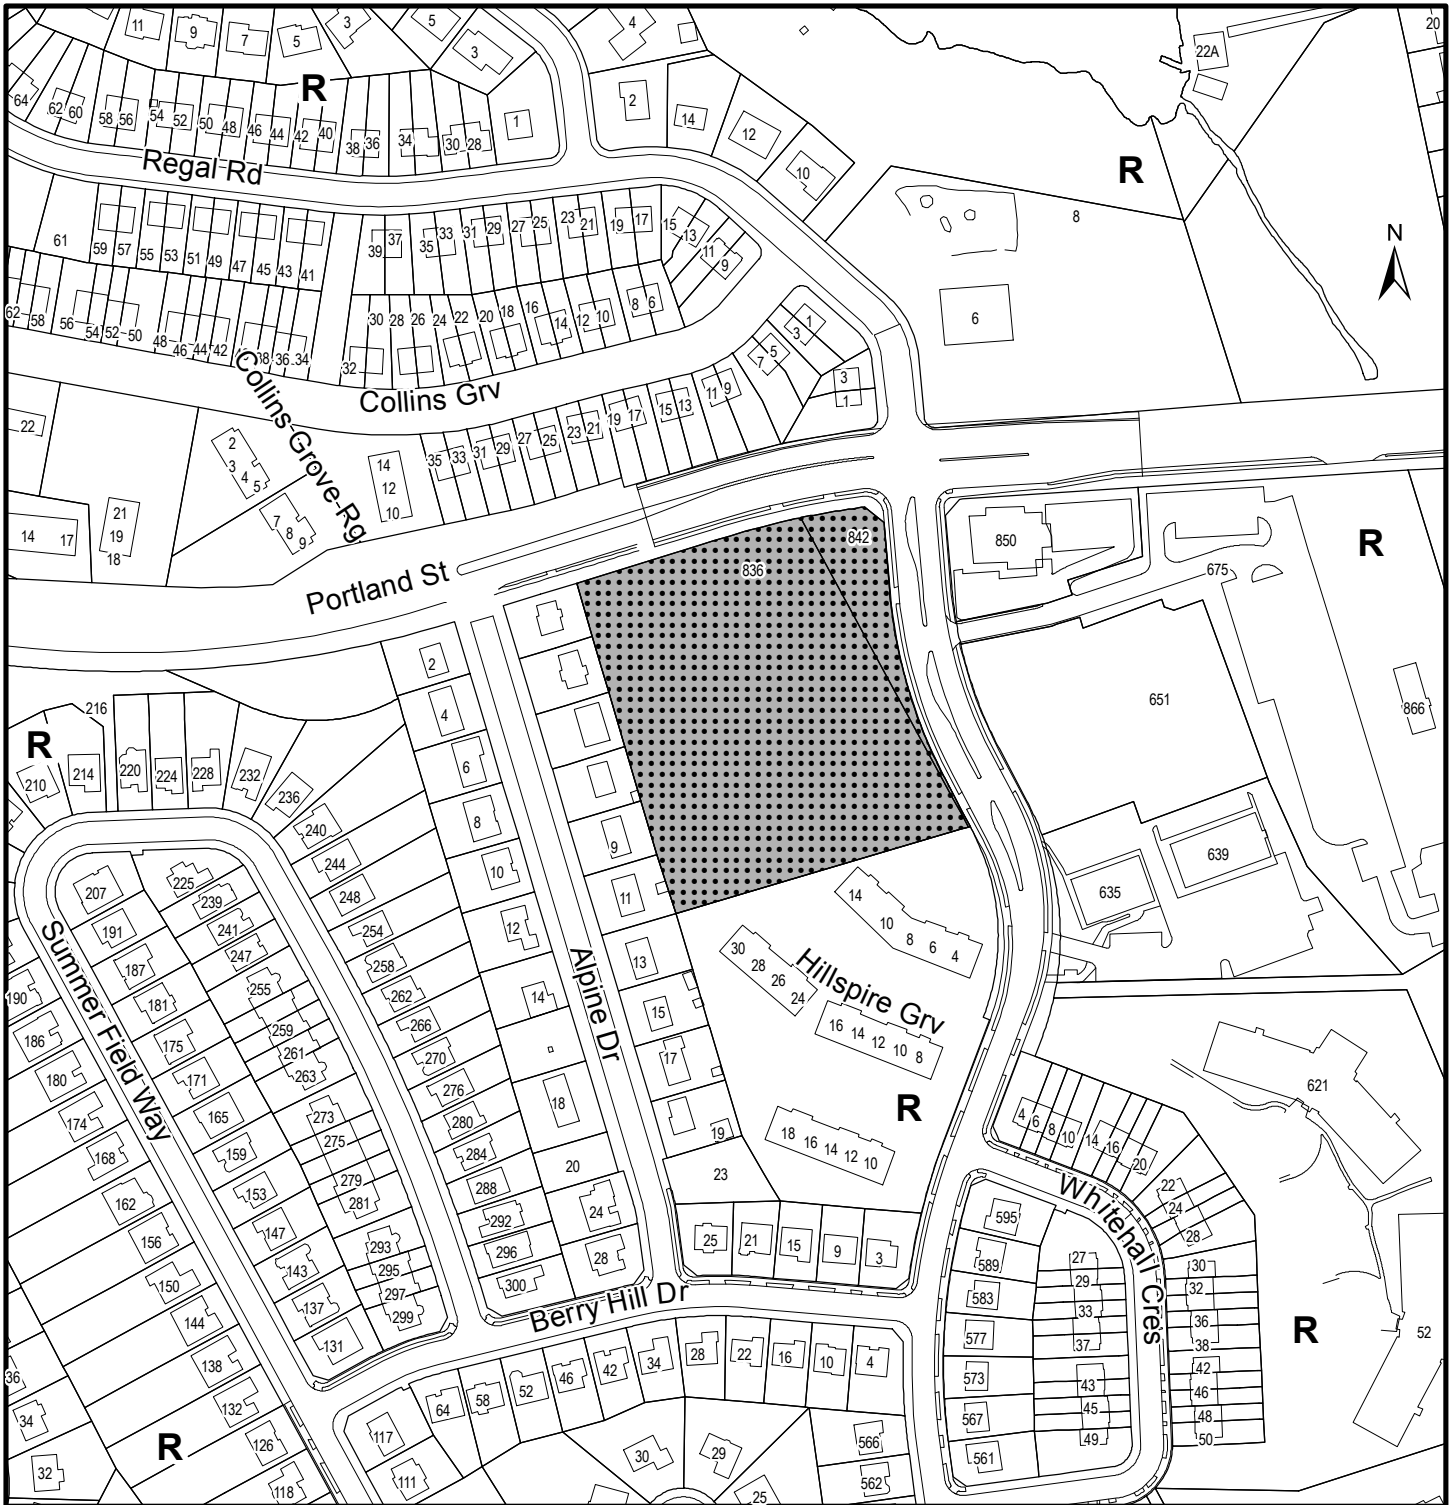 11 9 7 5 3 5 3 4 22A 20
R
64 62 60 58 56 54 52 50 48 46 44 42 40 38 36 34 30 28 1 2 14 12 10
Regal Rd
R
8
N
61 59 57 55 53 51 49 47 45 43 41 39 37 35 33 31 29 27 25 23 21 19 17 15 13 11 9
6
62 58 56 54 52 50 48 46 44 42 38 36 34 32 30 28 26 24 22 20 18 16 14 12 10 8 6
1 3 5 7
3
1
Collins Grv
Collins Grove Rg
22
2 3 4 5
14 12 10
35 33 31 29 27 25 23 21 19 17 15 13 11 9
14 17
21 19 18
7 8 9
Portland St
836
842
850
675
R
651
866
639
635
2
4
6
8
10
12
14
18
20
24
28
9
11
13
15
17
19
23
Alpine Dr
R
216
210 214 220 224 228 232 236 240 244 248 254 258 262 266 270 276 280 284 288 292 296 300
207 191 187 181 175 171 165 159 153 147 143 137 131
225 239 241 247 255 259 261 263 273 275 279 281 293 295 297 299
190 186 180 174 168 162 156 150 144 138 132 126 118
Summer Field Way
14 10 8 6 4
30 28 26 24
Hillspire Grv
16 14 12 10 8
R
18 16 14 12 10
621
4 6 8 10 14 16 20 22 24 28
Whitehall Cres
30 32 36 38 42 46 48 50
27 29 33 37 43 45 49
595 589 583 577 573 567 561
R
52
25 21 15 9 3
Berry Hill Dr
64 58 52 46 42 34 28 22 16 10 4
36
34
32
R
117
111
30 29
25
566
562